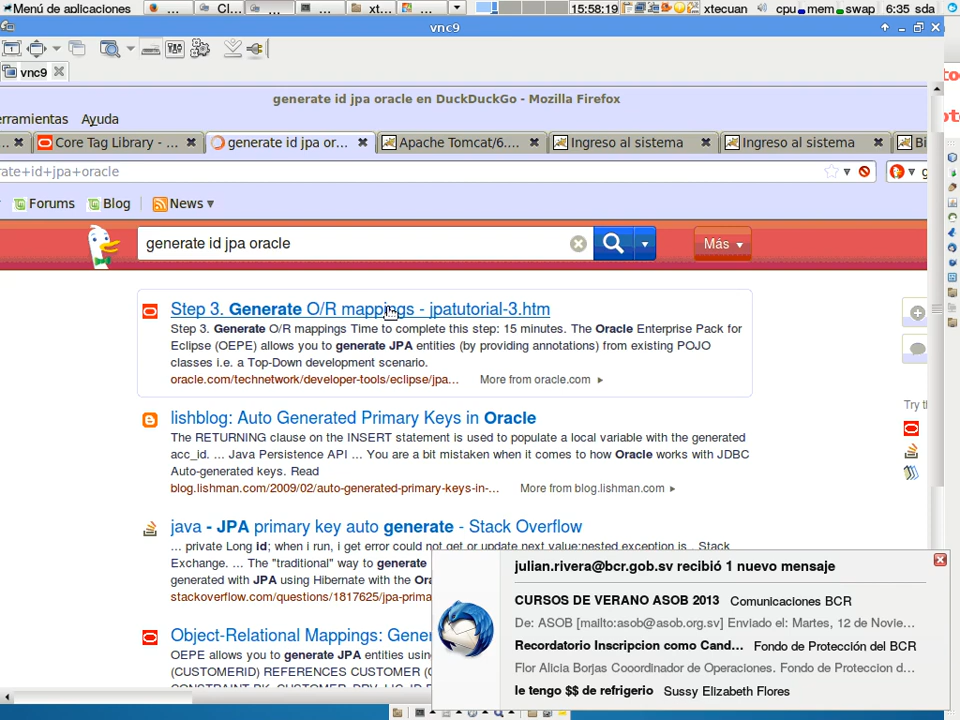 Menú Aplicaciones
...
Cl...
...
...
xt...
...
15:58:19
xtecuan
cpu
mem
swap
6:35
sda
vnc9
vnc9
generate id jpa oracle en DuckDuckGo - Mozilla Firefox
erramientas Ayuda
Core Tag Library - ...
generate id jpa or...
Apache Tomcat/6....
Ingreso al sistema
Ingreso al sistema
Bi
rate+id+jpa+oracle
g
Forums
Blog
News
generate id jpa oracle
Más
Step 3. Generate O/R mappings - jpatutorial-3.htm
Step 3. Generate O/R mappings Time to complete this step: 15 minutes. The Oracle Enterprise Pack for
Eclipse (OEPE) allows you to generate JPA entities (by providing annotations) from existing POJO
classes i.e. a Top-Down development scenario.
oracle.com/technetwork/developer-tools/eclipse/jpa... More from oracle.com
Try t
lishblog: Auto Generated Primary Keys in Oracle
The RETURNING clause on the INSERT statement is used to populate a local variable with the generated
acc_id. ... Java Persistence API ... You are a bit mistaken when it comes to how Oracle works with JDBC
Auto-generated keys. Read
blog.lishman.com/2009/02/auto-generated-primary-keys-in-... More from blog.lishman.com
java - JPA primary key auto generate - Stack Overflow
... private Long id; when i run, i get error could not get or update next value;nested exception is . Stack
Exchange. ... The "traditional" way to generate
generated with JPA using Hibernate with the Ora
stackoverflow.com/questions/1817625/jpa-prima
Object-Relational Mappings: Gener
OEPE allows you to generate JPA entities using
(CUSTOMERID) REFERENCES CUSTOMER (
julian.rivera@bcr.gob.sv recibió 1 nuevo mensaje
CURSOS DE VERANO ASOB 2013 Comunicaciones BCR
De: ASOB [mailto:asob@asob.org.sv] Enviado el: Martes, 12 de Novie...
Recordatorio Inscripcion como Cand... Fondo de Protección del BCR
Flor Alicia Borjas Cooordinador de Operaciones. Fondo de Proteccion d...
le tengo $$ de refrigerio Sussy Elizabeth Flores